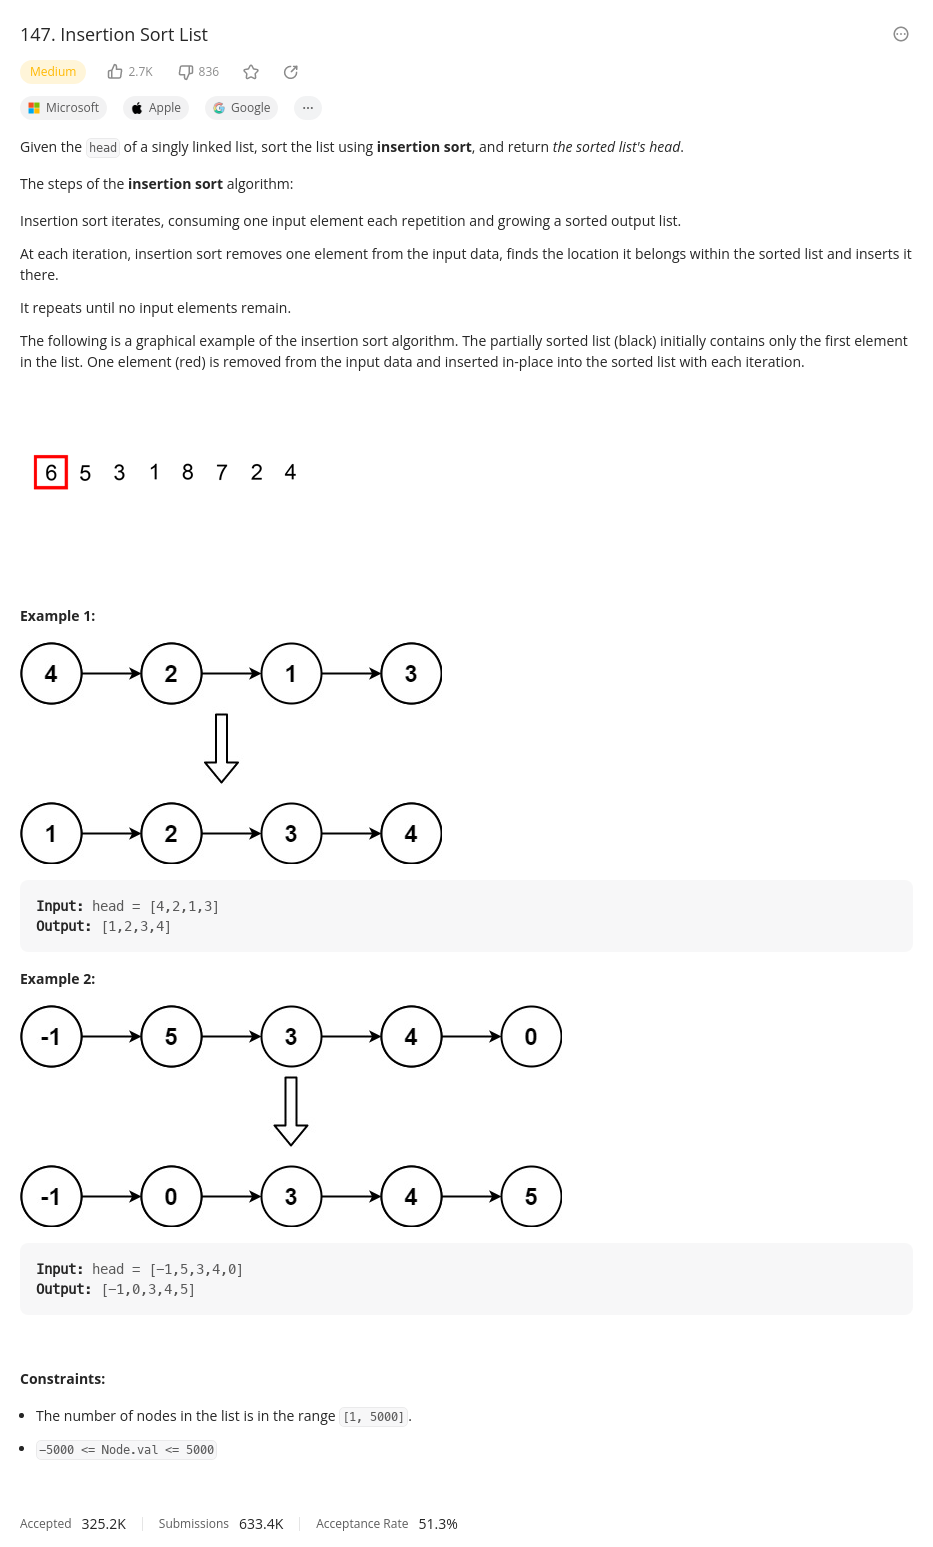 147. Insertion Sort List
Medium 2.7K 836
Microsoft Apple Google ...
Given the head of a singly linked list, sort the list using insertion sort, and return the sorted list's head.
The steps of the insertion sort algorithm:
Insertion sort iterates, consuming one input element each repetition and growing a sorted output list.
At each iteration, insertion sort removes one element from the input data, finds the location it belongs within the sorted list and inserts it
there.
It repeats until no input elements remain.
The following is a graphical example of the insertion sort algorithm. The partially sorted list (black) initially contains only the first element
in the list. One element (red) is removed from the input data and inserted in-place into the sorted list with each iteration.
6 5 3 1 8 7 2 4
Example 1:
4 2 1 3
1 2 3 4
Input: head = [4,2,1,3]
Output: [1,2,3,4]
Example 2:
-1 5 3 4 0
-1 0 3 4 5
Input: head = [-1,5,3,4,0]
Output: [-1,0,3,4,5]
Constraints:
• The number of nodes in the list is in the range [1, 5000].
• -5000 <= Node.val <= 5000
Accepted 325.2K Submissions 633.4K Acceptance Rate 51.3%